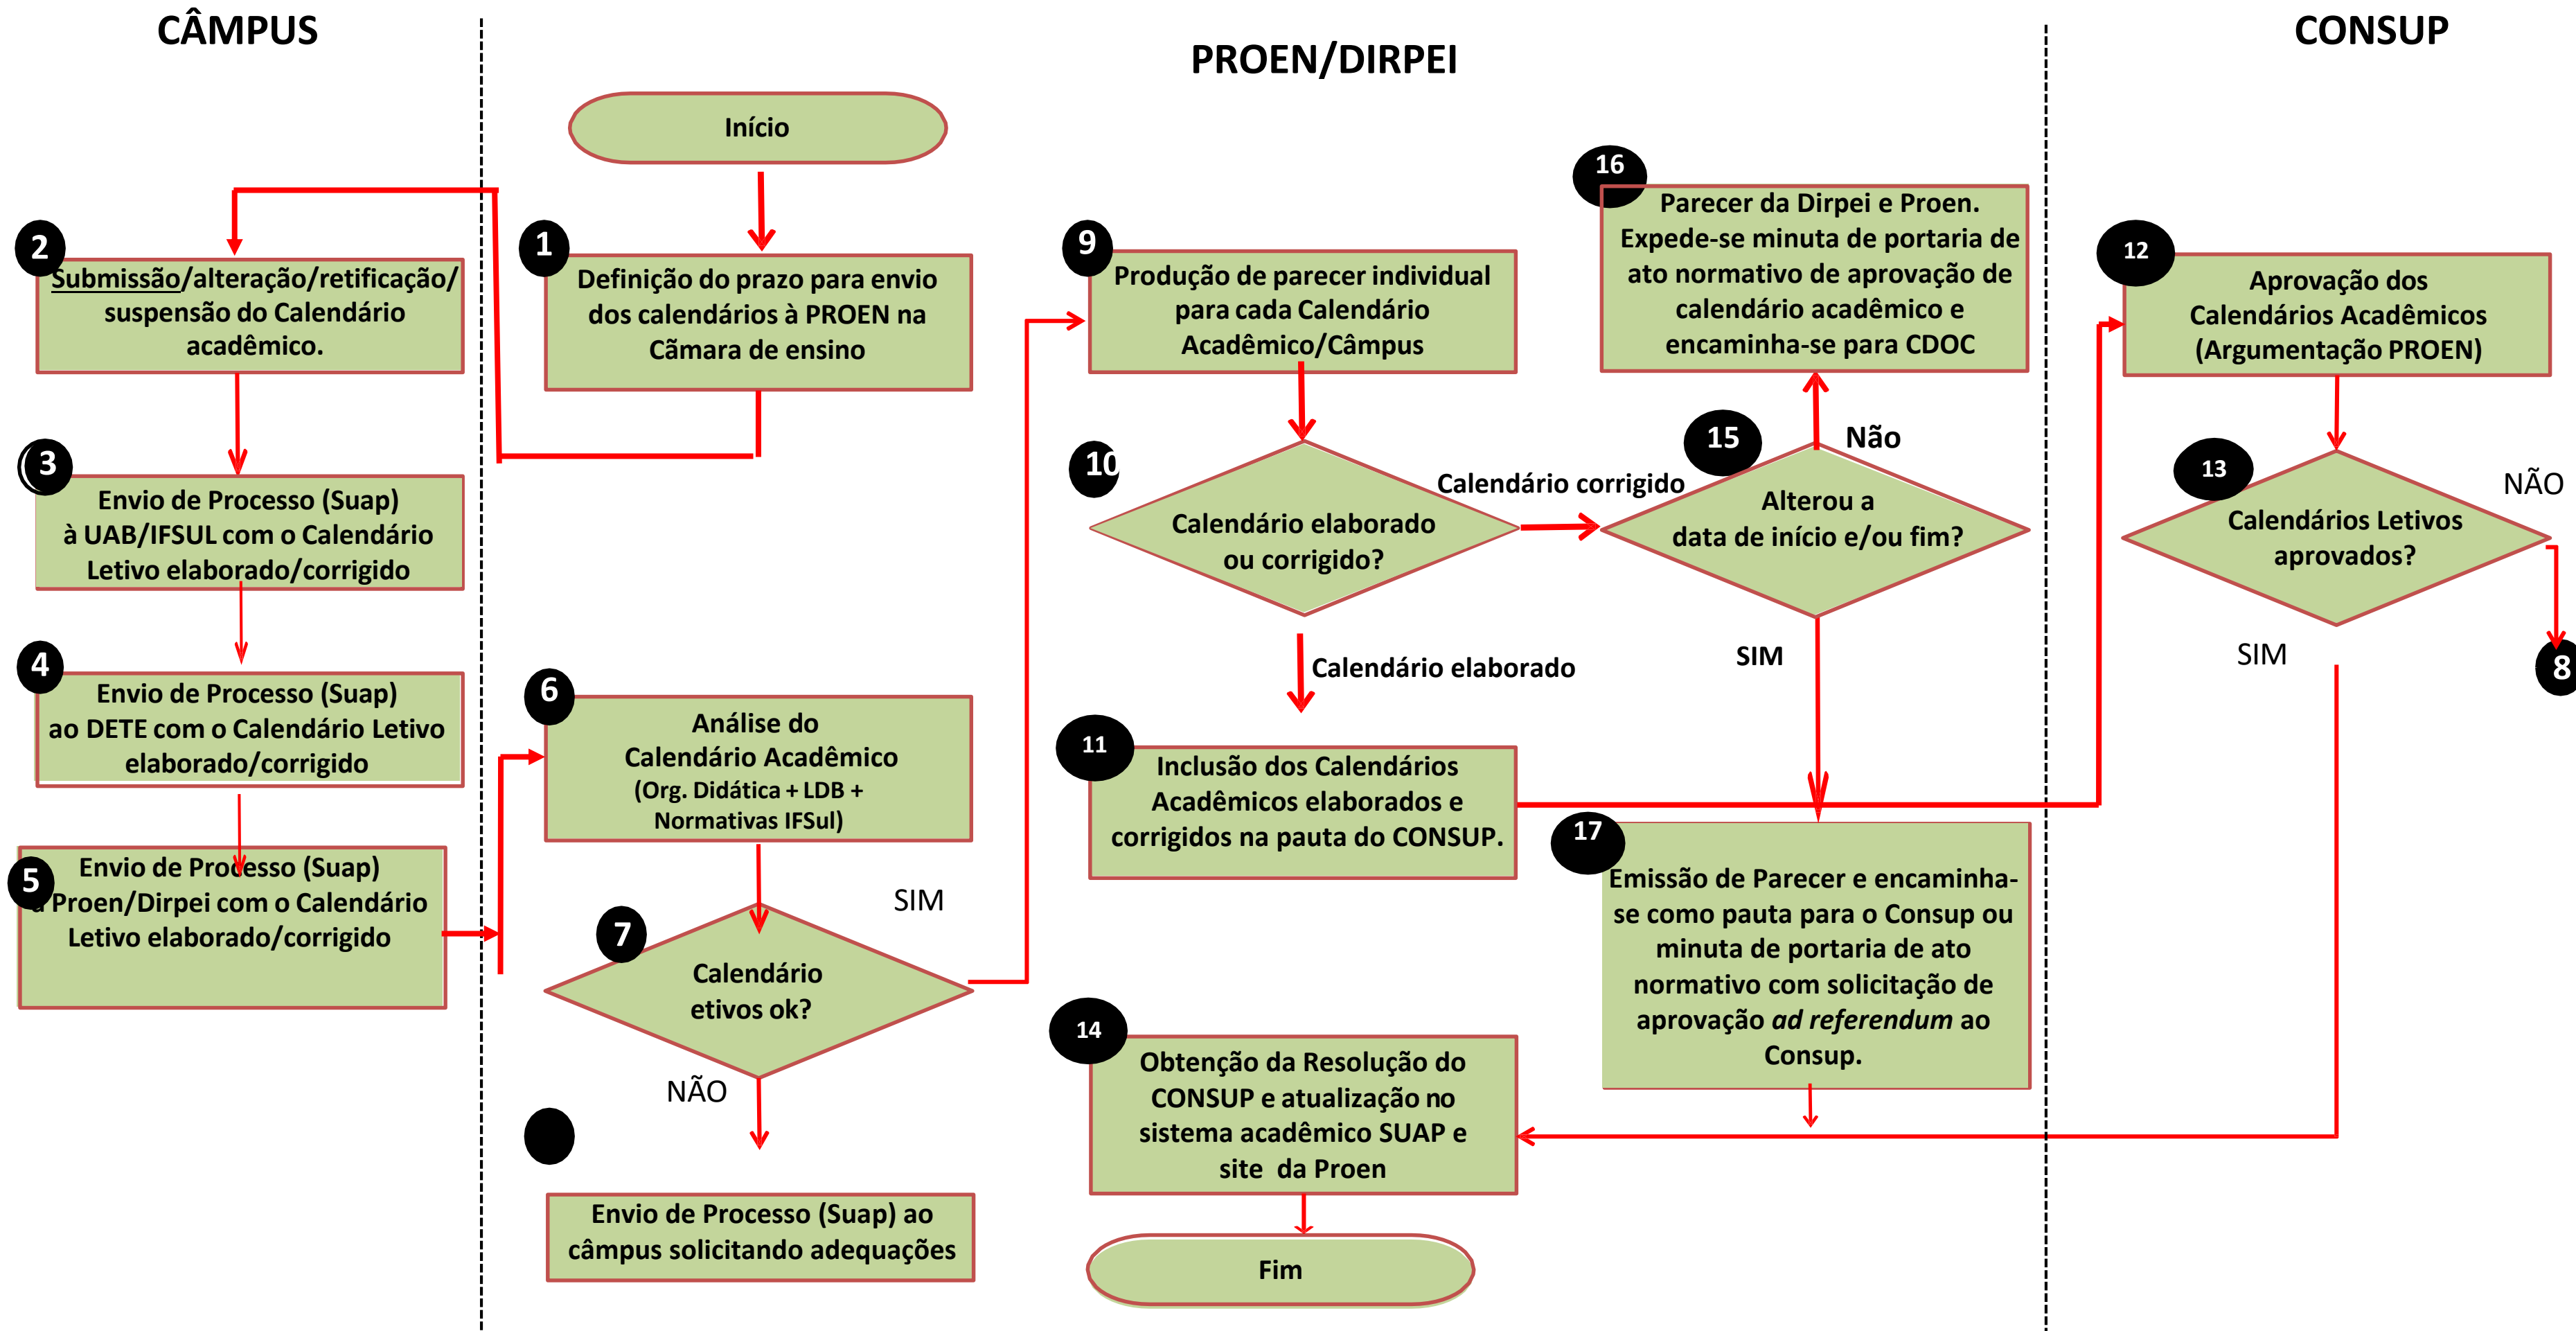 CÂMPUS
PROEN/DIRPEI
CONSUP
Início
1
Definição do prazo para envio
dos calendários à PROEN na
Cãmara de ensino
2
Submissão/alteração/retificação/
suspensão do Calendário
acadêmico.
3
Envio de Processo (Suap)
à UAB/IFSUL com o Calendário
Letivo elaborado/corrigido
4
Envio de Processo (Suap)
ao DETE com o Calendário Letivo
elaborado/corrigido
5
Envio de Processo (Suap)
Proen/Dirpei com o Calendário
Letivo elaborado/corrigido
6
Análise do
Calendário Acadêmico
(Org. Didática + LDB +
Normativas IFSul)
7
Calendário
etivos ok?
SIM
NÃO
Envio de Processo (Suap) ao
câmpus solicitando adequações
9
Produção de parecer individual
para cada Calendário
Acadêmico/Câmpus
10
Calendário elaborado
ou corrigido?
Calendário corrigido
Calendário elaborado
11
Inclusão dos Calendários
Acadêmicos elaborados e
corrigidos na pauta do CONSUP.
12
Aprovação dos
Calendários Acadêmicos
(Argumentação PROEN)
13
Calendários Letivos
aprovados?
NÃO
8
SIM
14
Obtenção da Resolução do
CONSUP e atualização no
sistema acadêmico SUAP e
site da Proen
Fim
15
Alterou a
data de início e/ou fim?
Não
SIM
16
Parecer da Dirpei e Proen.
Expede-se minuta de portaria de
ato normativo de aprovação de
calendário acadêmico e
encaminha-se para CDOC
17
Emissão de Parecer e encaminha-
se como pauta para o Consup ou
minuta de portaria de ato
normativo com solicitação de
aprovação ad referendum ao
Consup.